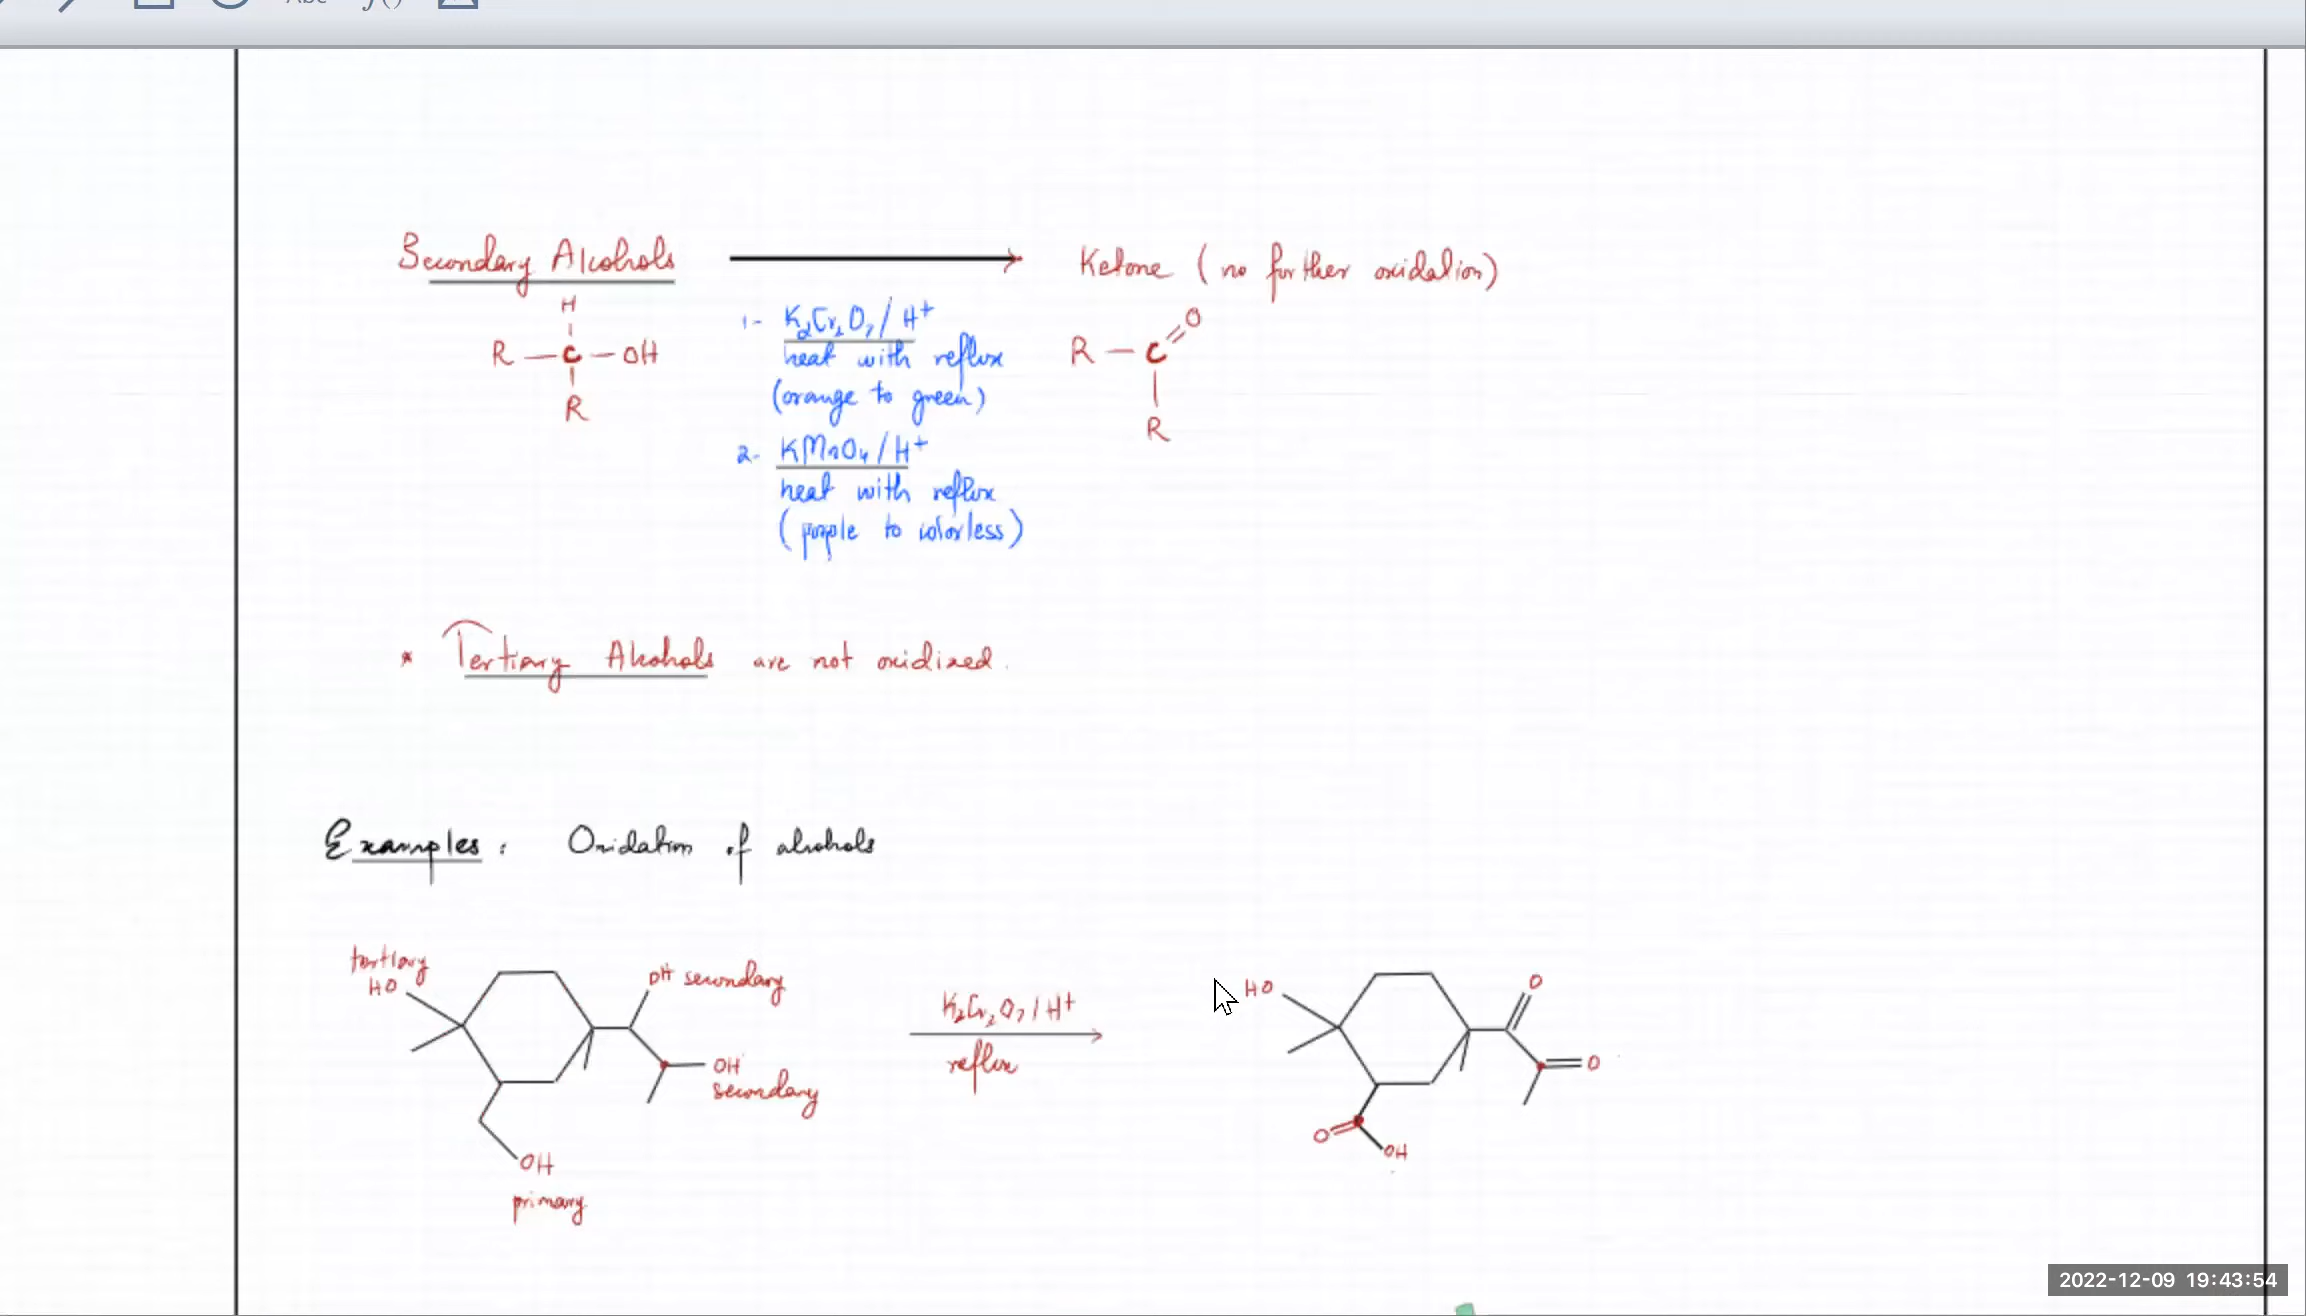 Abc f()
Secondary Alcohols
Ketone (no further oxidation)
H
R — C — OH
R
1- K2Cr2O7 / H+
heat with reflux
(orange to green)
2- KMnO4 / H+
heat with reflux
(purple to colorless)
O
R — C
R
* Tertiary Alcohols are not oxidized.
Examples : Oxidation of alcohols
tertiary
HO
OH secondary
OH
secondary
OH
primary
K2Cr2O7 / H+
reflux
HO
O
O
O
OH
2022-12-09 19:43:54